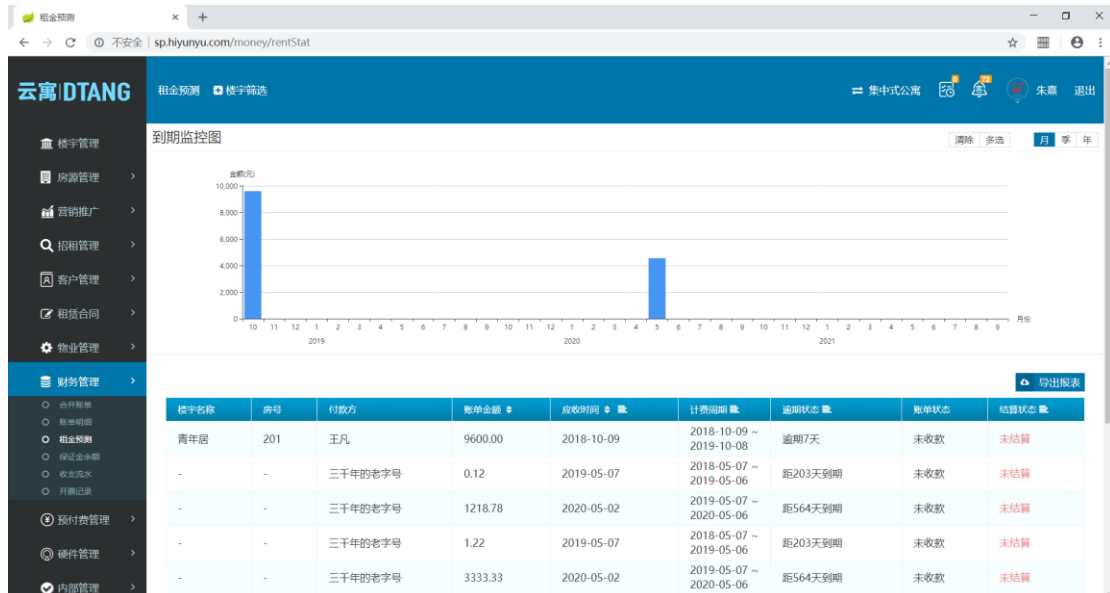 租金预测
不安全 | sp.hiyunyu.com/money/rentStat
云寓 DTANG
租金预测 楼宇筛选
集中式公寓 0 72 朱熹 退出
楼宇管理
房源管理
营销推广
招租管理
客户管理
租赁合同
物业管理
财务管理
合并账单
账单明细
租金预测
保证金余额
收支流水
开票记录
预付费管理
硬件管理
内部管理
到期监控图
清除 多选 月 季 年
金额(元)
10,000
8,000
6,000
4,000
2,000
0
10 11 12 1 2 3 4 5 6 7 8 9 10 11 12 1 2 3 4 5 6 7 8 9 10 11 12 1 2 3 4 5 6 7 8 9 月份
2019 2020 2021
导出报表
楼宇名称 房号 付款方 账单金额 应收时间 计费周期 逾期状态 账单状态 结算状态
青年居 201 王凡 9600.00 2018-10-09 2018-10-09 ~ 2019-10-08 逾期7天 未收款 未结算
- - 三千年的老字号 0.12 2019-05-07 2018-05-07 ~ 2019-05-06 距203天到期 未收款 未结算
- - 三千年的老字号 1218.78 2020-05-02 2019-05-07 ~ 2020-05-06 距564天到期 未收款 未结算
- - 三千年的老字号 1.22 2019-05-07 2018-05-07 ~ 2019-05-06 距203天到期 未收款 未结算
- - 三千年的老字号 3333.33 2020-05-02 2019-05-07 ~ 2020-05-06 距564天到期 未收款 未结算